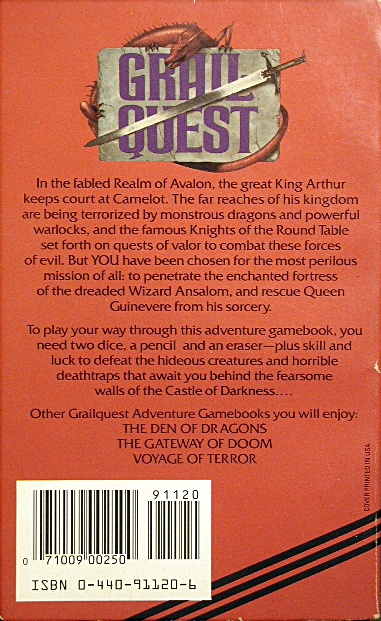 GRAIL
QUEST
In the fabled Realm of Avalon, the great King Arthur
keeps court at Camelot. The far reaches of his kingdom
are being terrorized by monstrous dragons and powerful
warlocks, and the famous Knights of the Round Table
set forth on quests of valor to combat these forces
of evil. But YOU have been chosen for the most perilous
mission of all: to penetrate the enchanted fortress
of the dreaded Wizard Ansalom, and rescue Queen
Guinevere from his sorcery.
To play your way through this adventure gamebook, you
need two dice, a pencil and an eraser—plus skill and
luck to defeat the hideous creatures and horrible
deathtraps that await you behind the fearsome
walls of the Castle of Darkness....
Other Grailquest Adventure Gamebooks you will enjoy:
THE DEN OF DRAGONS
THE GATEWAY OF DOOM
VOYAGE OF TERROR
COVER PRINTED IN USA
91120
0 71009 00250
ISBN 0-440-91120-6